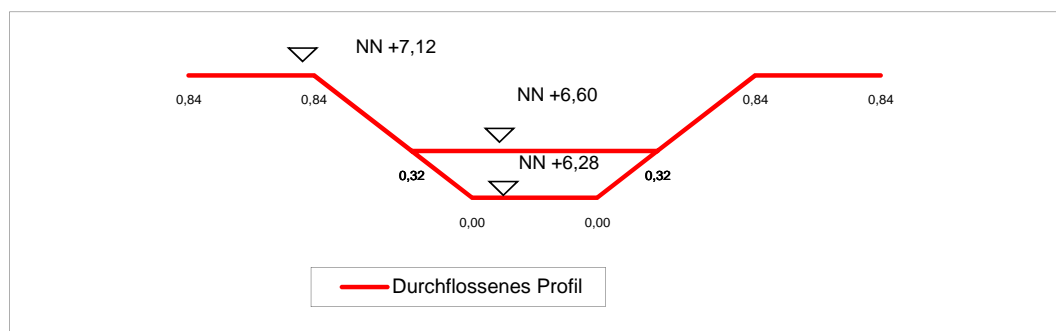 NN +7,12
0,84
0,84
NN +6,60
0,84
0,84
NN +6,28
0,32
0,32
0,00
0,00
Durchflossenes Profil